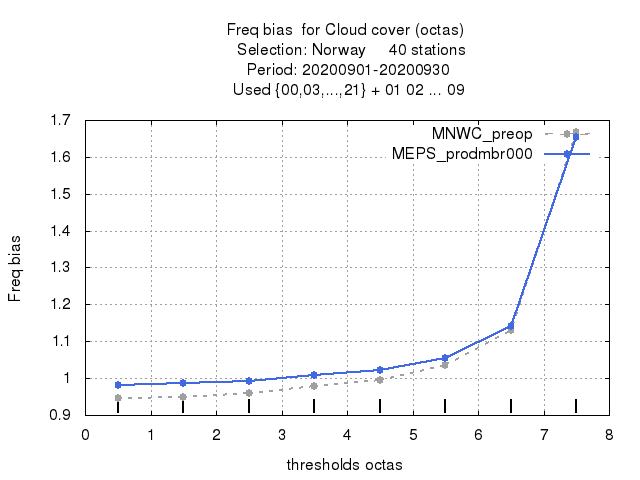 Freq bias  for Cloud cover (octas)
Selection: Norway     40 stations
Period: 20200901-20200930
Used {00,03,...,21} + 01 02 ... 09
MNWC_preop
MEPS_prodmbr000
Freq bias
1.7
1.6
1.5
1.4
1.3
1.2
1.1
1
0.9
0 1 2 3 4 5 6 7 8
thresholds octas